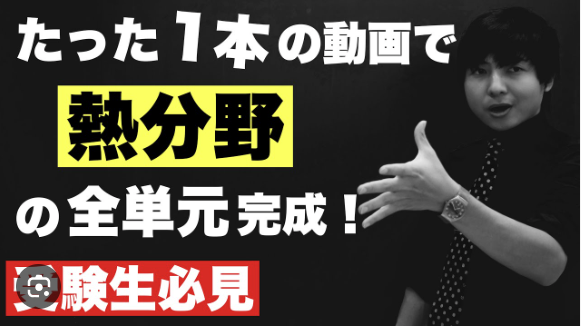 たった1本の動画で
熱分野
の全単元完成！
験生必見